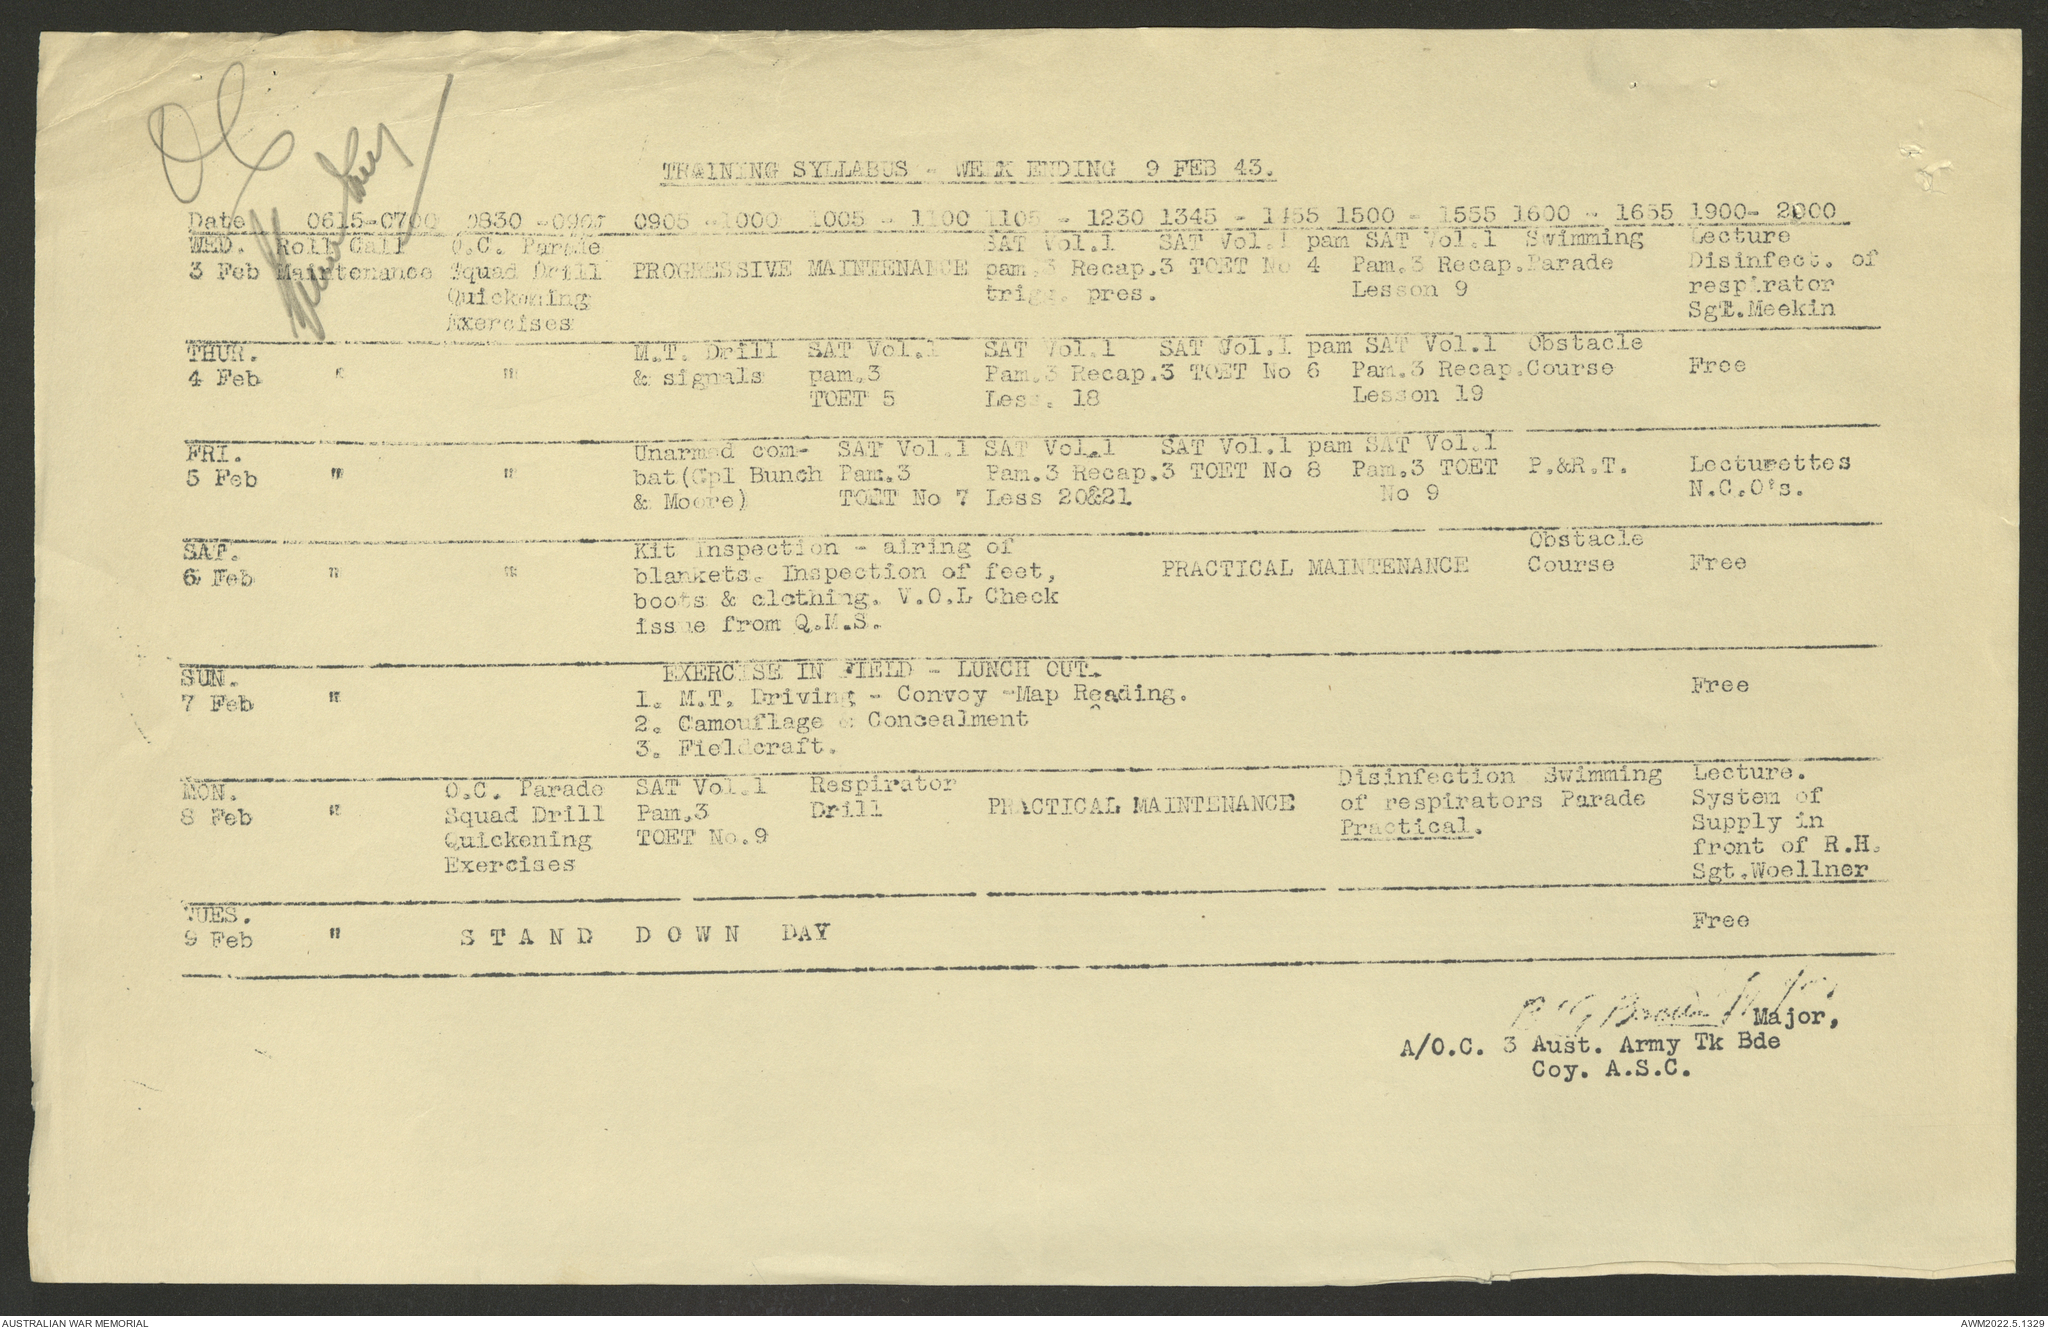 OC
TRAINING SYLLABUS - WEEK ENDING 9 FEB 43.
Date 0615-0700 0830 -0905 0905 -1000 1005 - 1100 1105 - 1230 1345 - 1455 1500 - 1555 1600 - 1655 1900- 2000
WED. Roll Call O.C. Parade SAT Vol.1 SAT Vol.1 pam SAT Vol.1 Swimming Lecture
3 Feb Maintenance Squad Drill PROGRESSIVE MAINTENANCE pam.3 Recap.3 TOET No 4 Pam.3 Recap.Parade Disinfect. of
Quickening trigg. pres. Lesson 9 respirator
Exercises Sgt.Meekin
THUR. M.T. Drill SAT Vol.1 SAT Vol.1 SAT Vol.1 pam SAT Vol.1 Obstacle
4 Feb " " & signals pam.3 Pam.3 Recap.3 TOET No 6 Pam.3 Recap.Course Free
TOET 5 Less. 18 Lesson 19
FRI. Unarmed com- SAT Vol.1 SAT Vol.1 SAT Vol.1 pam SAT Vol.1
5 Feb " " bat(Cpl Bunch Pam.3 Pam.3 Recap.3 TOET No 8 Pam.3 TOET P.&R.T. Lecturettes
& Moore) TOET No 7 Less 20&21 No 9 N.C.O's.
SAT. Kit Inspection - airing of Obstacle
6 Feb " " blankets. Inspection of feet, PRACTICAL MAINTENANCE Course Free
boots & clothing. V.O.L Check
issue from Q.M.S.
SUN. EXERCISE IN FIELD - LUNCH OUT.
7 Feb " 1. M.T. Driving - Convoy -Map Reading. Free
2. Camouflage & Concealment
3. Fieldcraft.
MON. O.C. Parade SAT Vol.1 Respirator Disinfection Swimming Lecture.
8 Feb " Squad Drill Pam.3 Drill PRACTICAL MAINTENANCE of respirators Parade System of
Quickening TOET No.9 Practical. Supply in
Exercises front of R.H.
Sgt.Woellner
TUES. Free
9 Feb " S T A N D D O W N DAY
Major,
A/O.C. 3 Aust. Army Tk Bde
Coy. A.S.C.
AUSTRALIAN WAR MEMORIAL
AWM2022.5.1329